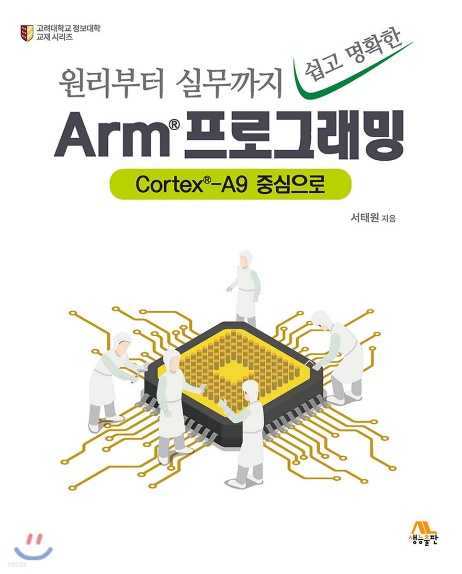 고려대학교 정보대학
교재 시리즈
원리부터 실무까지
쉽고 명확한
Arm® 프로그래밍
Cortex®-A9 중심으로
서태원 지음
생능출판